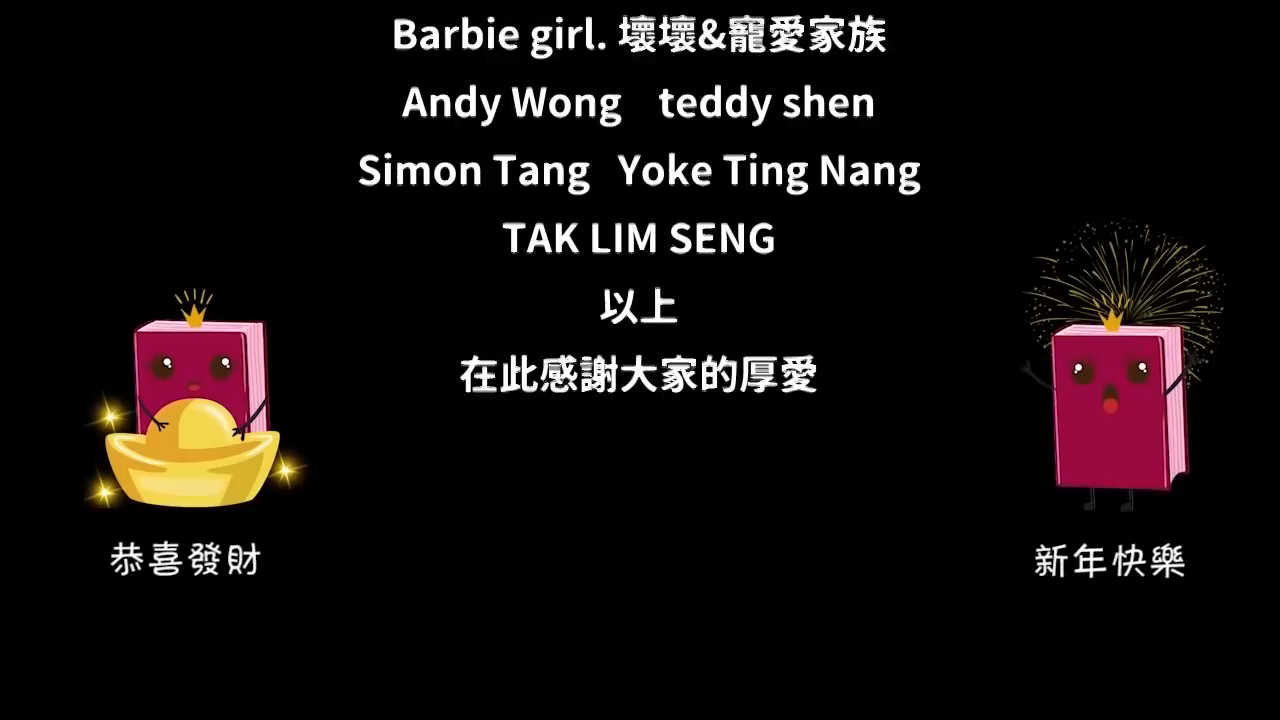 Barbie girl. 壞壞&寵愛家族
Andy Wong teddy shen
Simon Tang Yoke Ting Nang
TAK LIM SENG
以上
在此感謝大家的厚愛
恭喜發財
新年快樂